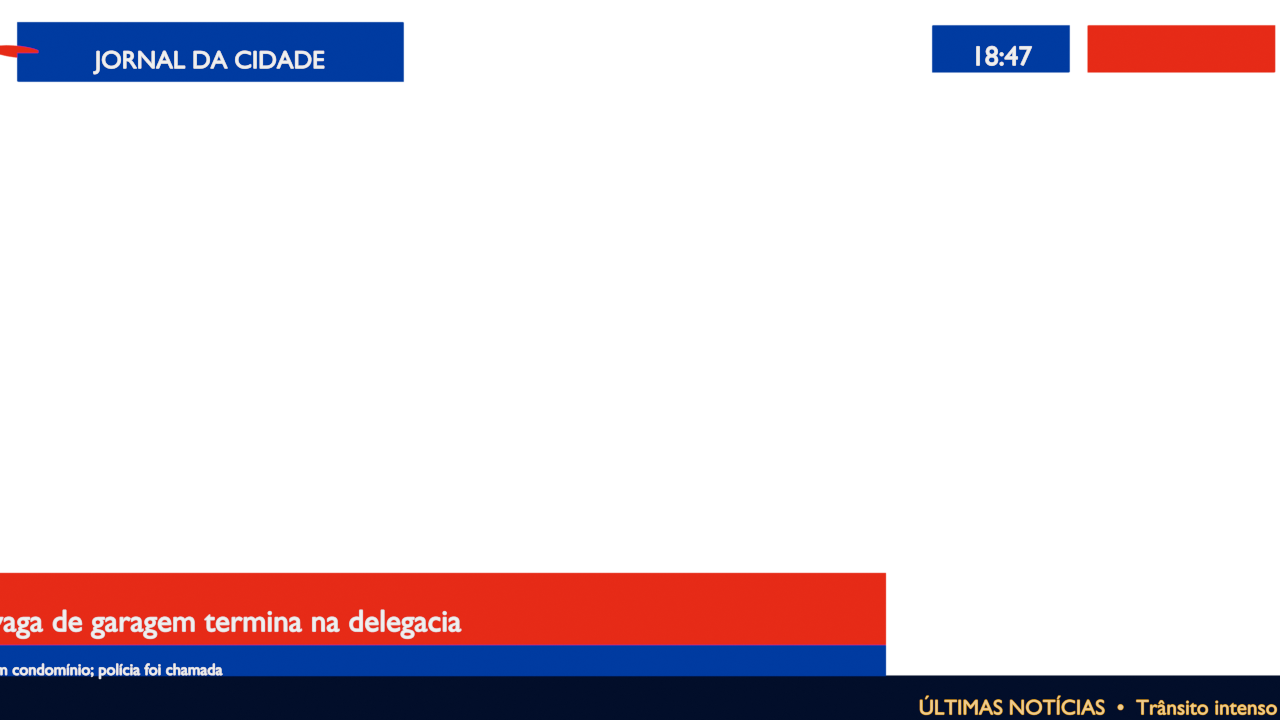 JORNAL DA CIDADE
18:47
vaga de garagem termina na delegacia
condomínio; polícia foi chamada
ÚLTIMAS NOTÍCIAS • Trânsito intenso